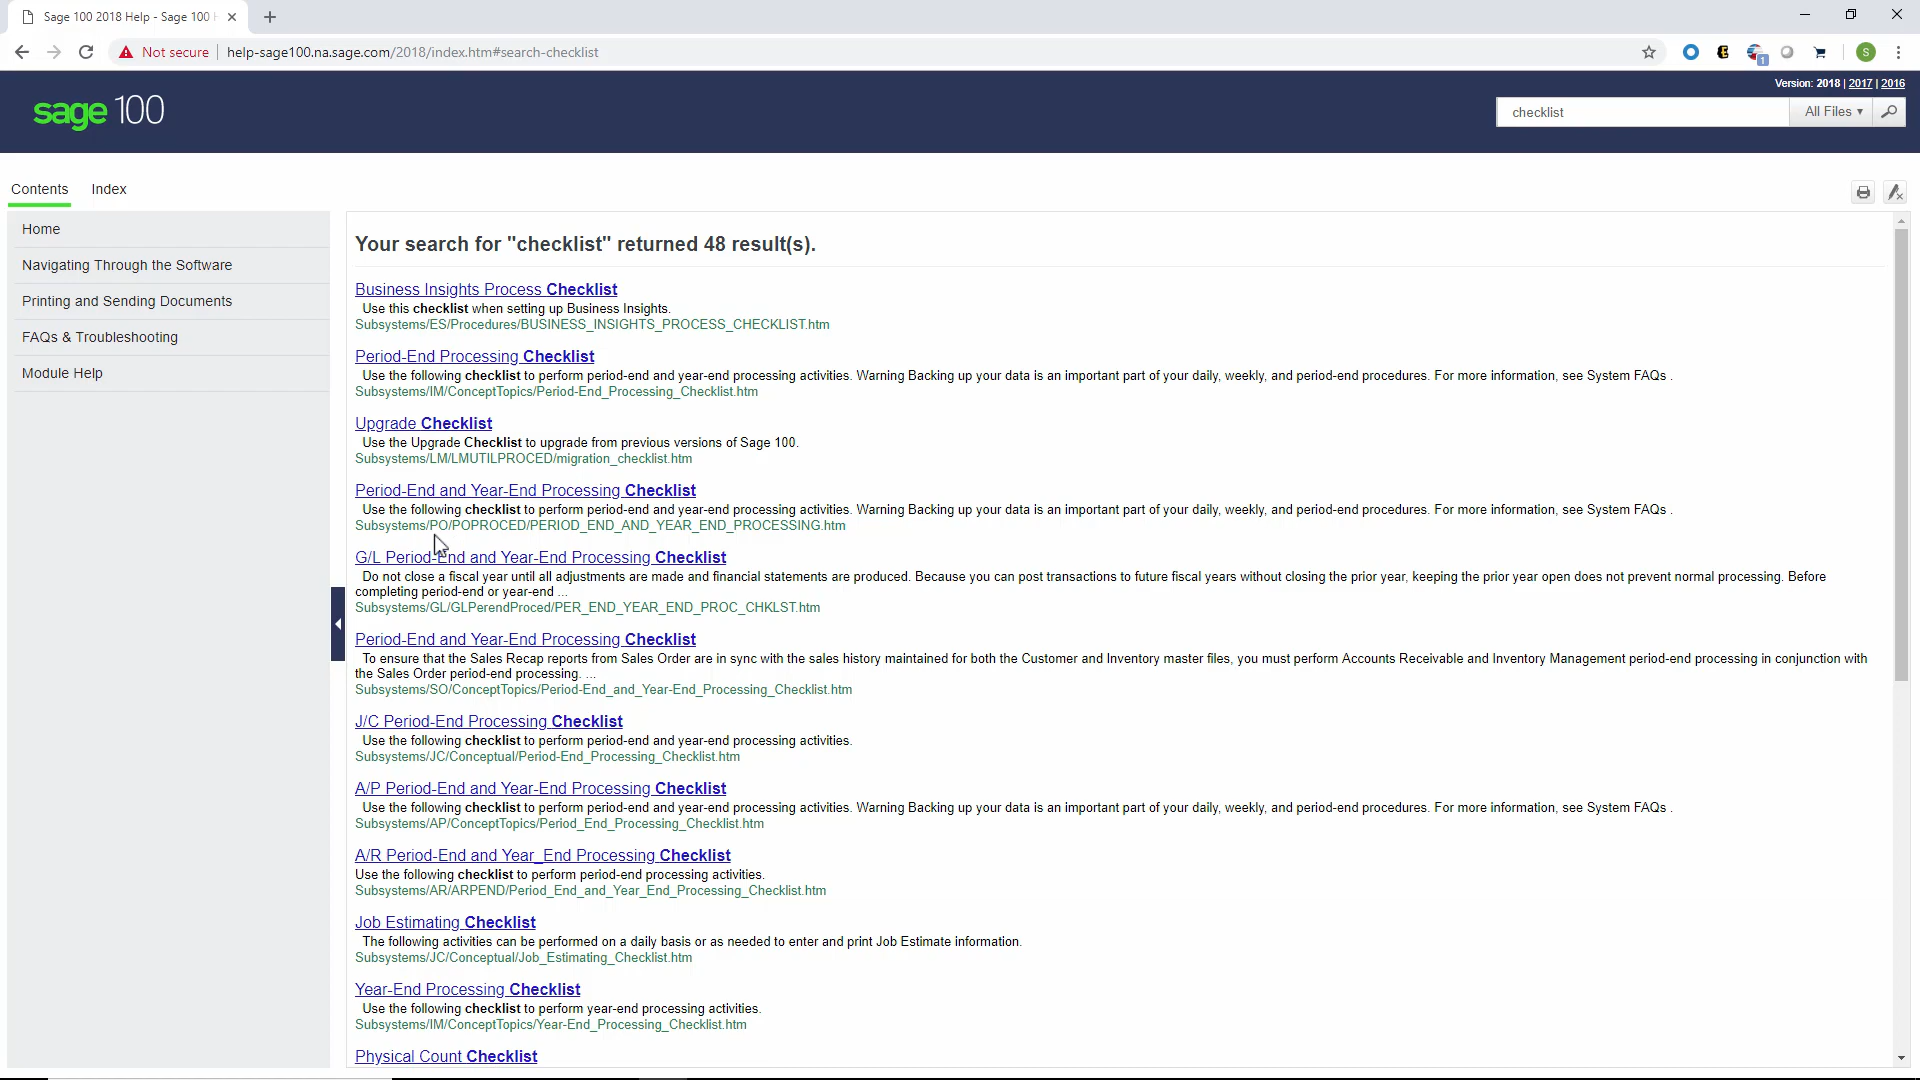 Sage 100 2018 Help - Sage 100
Not secure
help-sage100.na.sage.com/2018/index.htm#search-checklist
1
S
Version: 2018 | 2017 | 2016
sage 100
checklist
All Files
Contents
Index
Home
Navigating Through the Software
Printing and Sending Documents
FAQs & Troubleshooting
Module Help
Your search for "checklist" returned 48 result(s).
Business Insights Process Checklist
Use this checklist when setting up Business Insights.
Subsystems/ES/Procedures/BUSINESS_INSIGHTS_PROCESS_CHECKLIST.htm
Period-End Processing Checklist
Use the following checklist to perform period-end and year-end processing activities. Warning Backing up your data is an important part of your daily, weekly, and period-end procedures. For more information, see System FAQs .
Subsystems/IM/ConceptTopics/Period-End_Processing_Checklist.htm
Upgrade Checklist
Use the Upgrade Checklist to upgrade from previous versions of Sage 100.
Subsystems/LM/LMUTILPROCED/migration_checklist.htm
Period-End and Year-End Processing Checklist
Use the following checklist to perform period-end and year-end processing activities. Warning Backing up your data is an important part of your daily, weekly, and period-end procedures. For more information, see System FAQs .
Subsystems/PO/POPROCED/PERIOD_END_AND_YEAR_END_PROCESSING.htm
G/L Period-End and Year-End Processing Checklist
Do not close a fiscal year until all adjustments are made and financial statements are produced. Because you can post transactions to future fiscal years without closing the prior year, keeping the prior year open does not prevent normal processing. Before
completing period-end or year-end ...
Subsystems/GL/GLPerendProced/PER_END_YEAR_END_PROC_CHKLST.htm
Period-End and Year-End Processing Checklist
To ensure that the Sales Recap reports from Sales Order are in sync with the sales history maintained for both the Customer and Inventory master files, you must perform Accounts Receivable and Inventory Management period-end processing in conjunction with
the Sales Order period-end processing. ...
Subsystems/SO/ConceptTopics/Period-End_and_Year-End_Processing_Checklist.htm
J/C Period-End Processing Checklist
Use the following checklist to perform period-end and year-end processing activities.
Subsystems/JC/Conceptual/Period-End_Processing_Checklist.htm
A/P Period-End and Year-End Processing Checklist
Use the following checklist to perform period-end and year-end processing activities. Warning Backing up your data is an important part of your daily, weekly, and period-end procedures. For more information, see System FAQs .
Subsystems/AP/ConceptTopics/Period_End_Processing_Checklist.htm
A/R Period-End and Year_End Processing Checklist
Use the following checklist to perform period-end processing activities.
Subsystems/AR/ARPEND/Period_End_and_Year_End_Processing_Checklist.htm
Job Estimating Checklist
The following activities can be performed on a daily basis or as needed to enter and print Job Estimate information.
Subsystems/JC/Conceptual/Job_Estimating_Checklist.htm
Year-End Processing Checklist
Use the following checklist to perform year-end processing activities.
Subsystems/IM/ConceptTopics/Year-End_Processing_Checklist.htm
Physical Count Checklist